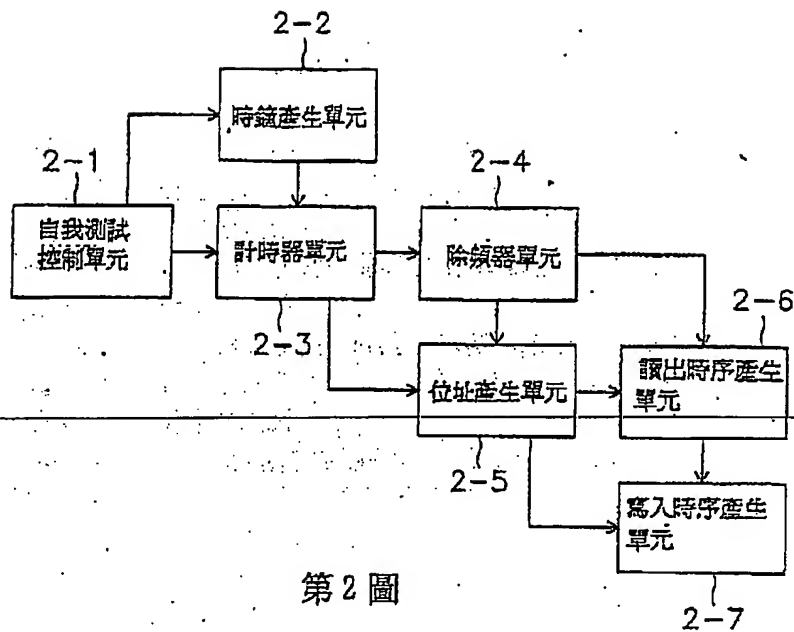 2-2
時鐘產生單元
2-1
2-4
自我測試
控制單元
計時器單元
除頻器單元
2-6
2-3
讀出時序產生
單元
位址產生單元
2-5
寫入時序產生
單元
第2圖
2-7